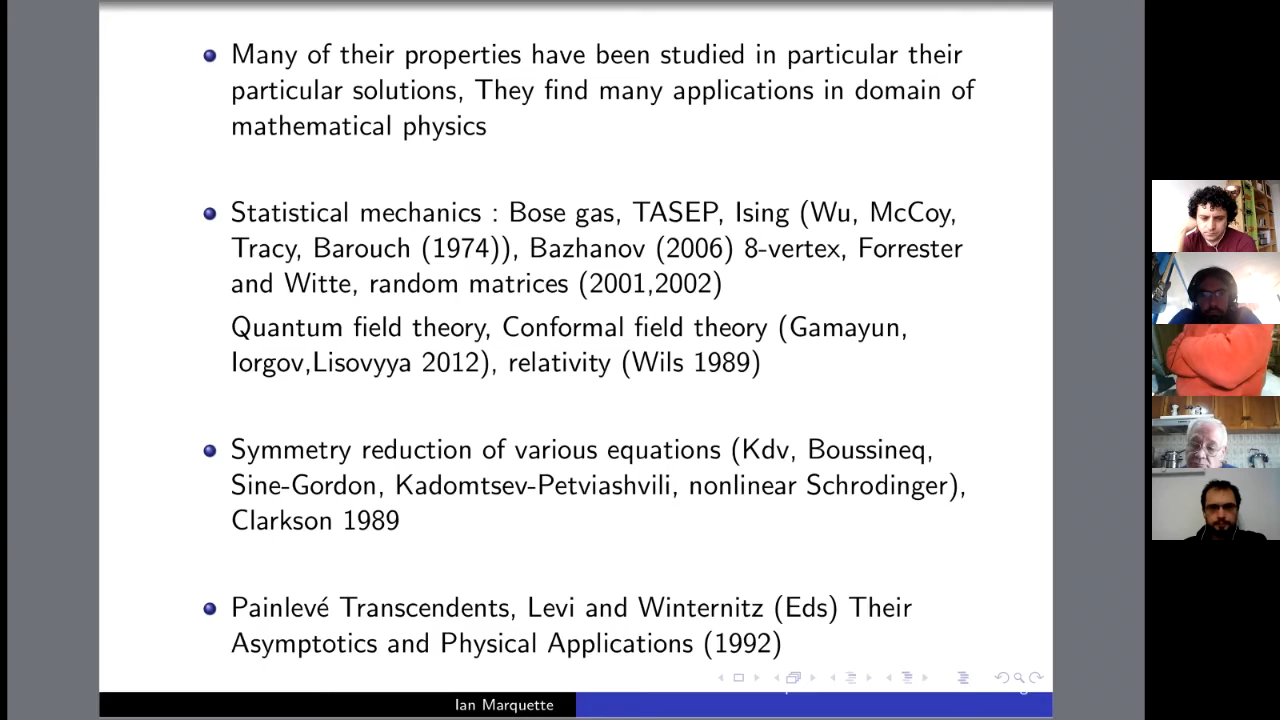 Many of their properties have been studied in particular their
particular solutions, They find many applications in domain of
mathematical physics
Statistical mechanics : Bose gas, TASEP, Ising (Wu, McCoy,
Tracy, Barouch (1974)), Bazhanov (2006) 8-vertex, Forrester
and Witte, random matrices (2001,2002)
Quantum field theory, Conformal field theory (Gamayun,
Iorgov,Lisovyya 2012), relativity (Wils 1989)
Symmetry reduction of various equations (Kdv, Boussineq,
Sine-Gordon, Kadomtsev-Petviashvili, nonlinear Schrodinger),
Clarkson 1989
Painlevé Transcendents, Levi and Winternitz (Eds) Their
Asymptotics and Physical Applications (1992)
Ian Marquette